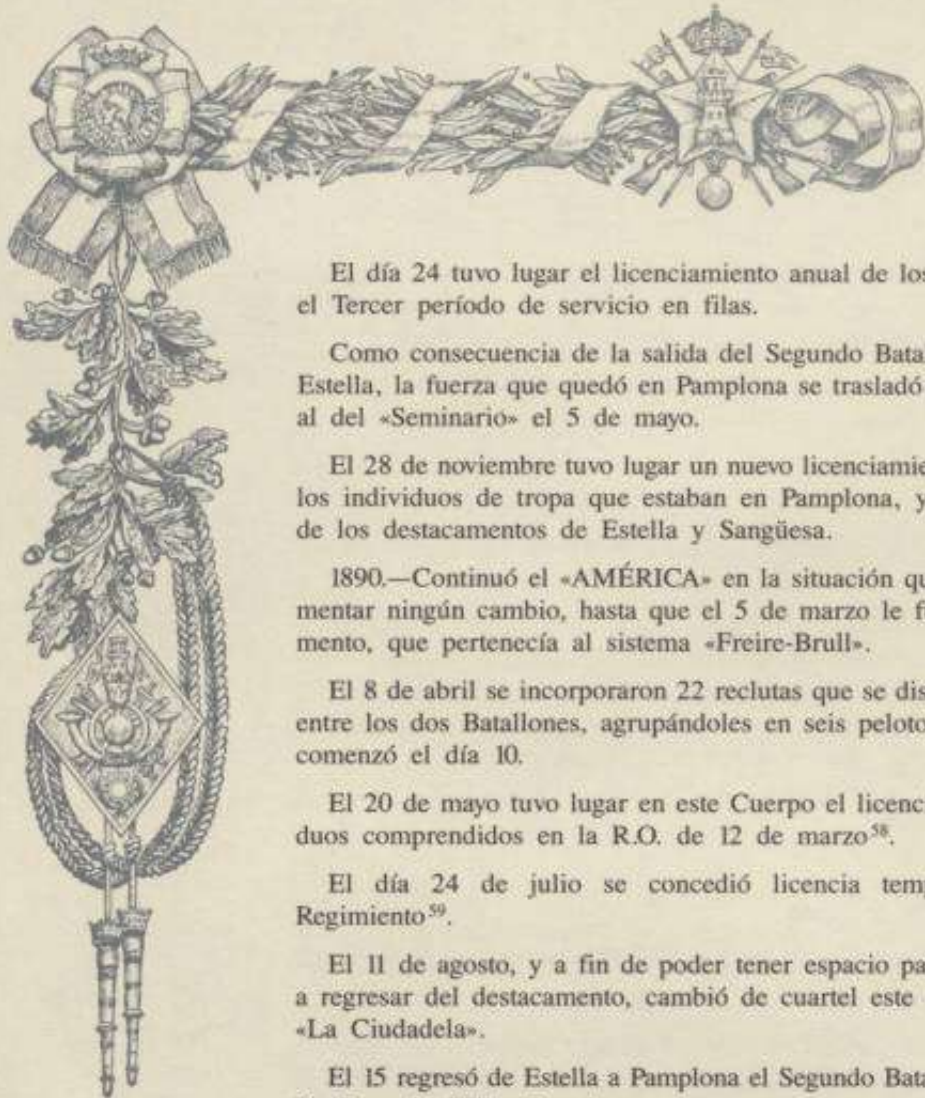 El día 24 tuvo lugar el licenciamiento anual de los
el Tercer período de servicio en filas.
Como consecuencia de la salida del Segundo Bata
Estella, la fuerza que quedó en Pamplona se trasladó
al del «Seminario» el 5 de mayo.
El 28 de noviembre tuvo lugar un nuevo licenciamie
los individuos de tropa que estaban en Pamplona, y
de los destacamentos de Estella y Sangüesa.
1890.—Continuó el «AMÉRICA» en la situación qu
mentar ningún cambio, hasta que el 5 de marzo le f
mento, que pertenecía al sistema «Freire-Brull».
El 8 de abril se incorporaron 22 reclutas que se dis
entre los dos Batallones, agrupándoles en seis peloto
comenzó el día 10.
El 20 de mayo tuvo lugar en este Cuerpo el licenci
duos comprendidos en la R.O. de 12 de marzo⁵⁸.
El día 24 de julio se concedió licencia tem
Regimiento⁵⁹.
El 11 de agosto, y a fin de poder tener espacio pa
a regresar del destacamento, cambió de cuartel este
«La Ciudadela».
El 15 regresó de Estella a Pamplona el Segundo Bata